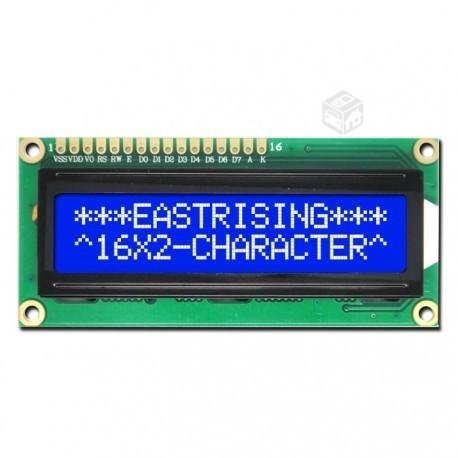 1 16
VSS VDD VO RS RW E D0 D1 D2 D3 D4 D5 D6 D7 A K
***EASTRISING***
^16X2-CHARACTER^